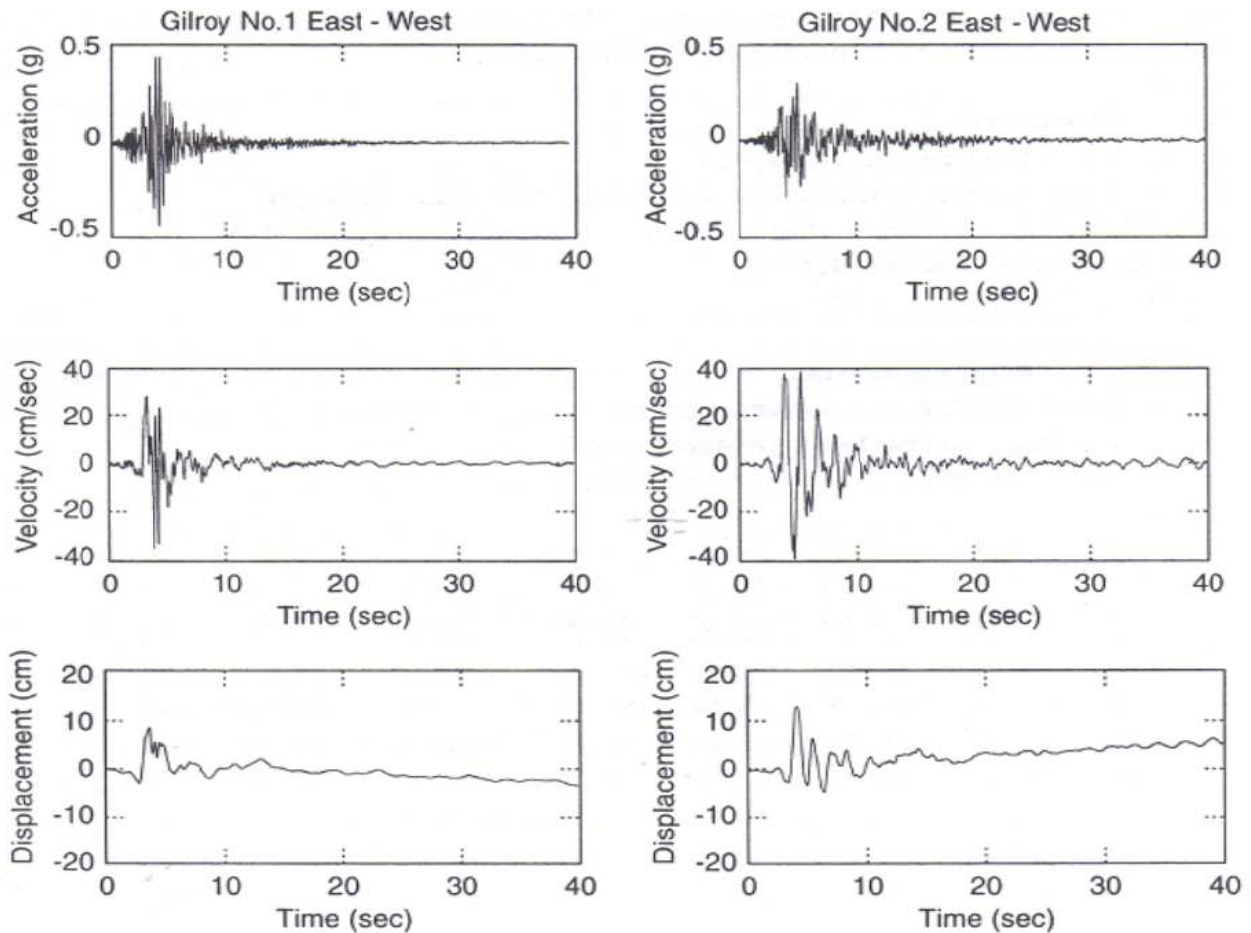 Gilroy No.1 East - West
Acceleration (g)
0.5
0
-0.5
0 10 20 30 40
Time (sec)
Gilroy No.2 East - West
Acceleration (g)
0.5
0
-0.5
0 10 20 30 40
Time (sec)
Velocity (cm/sec)
40
20
0
-20
-40
0 10 20 30 40
Time (sec)
Velocity (cm/sec)
40
20
0
-20
-40
0 10 20 30 40
Time (sec)
Displacement (cm)
20
10
0
-10
-20
0 10 20 30 40
Time (sec)
Displacement (cm)
20
10
0
-10
-20
0 10 20 30 40
Time (sec)